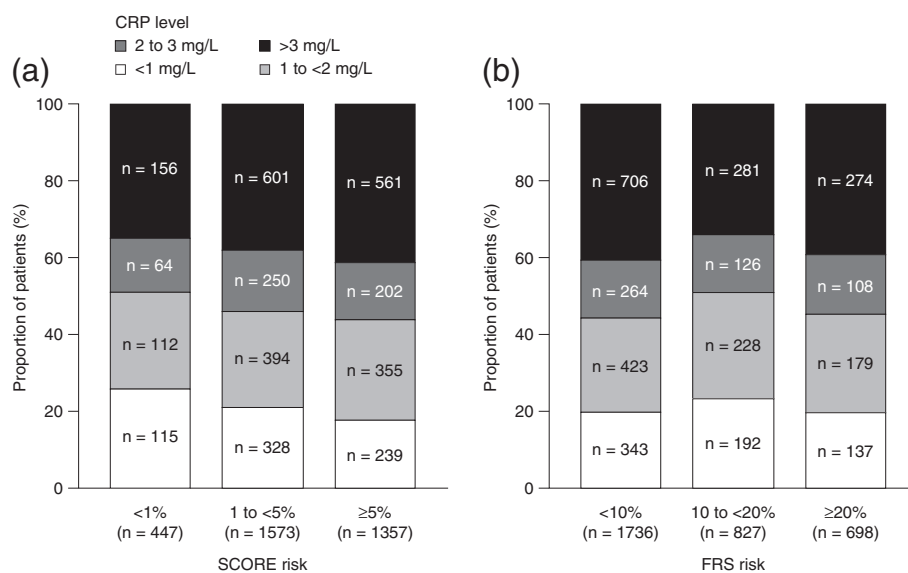 CRP level
2 to 3 mg/L >3 mg/L
<1 mg/L 1 to <2 mg/L
(a)
100
80
60
40
20
0
Proportion of patients (%)
n = 156
n = 64
n = 112
n = 115
n = 601
n = 250
n = 394
n = 328
n = 561
n = 202
n = 355
n = 239
<1% 1 to <5% ≥5%
(n = 447) (n = 1573) (n = 1357)
SCORE risk
(b)
100
80
60
40
20
0
Proportion of patients (%)
n = 706
n = 264
n = 423
n = 343
n = 281
n = 126
n = 228
n = 192
n = 274
n = 108
n = 179
n = 137
<10% 10 to <20% ≥20%
(n = 1736) (n = 827) (n = 698)
FRS risk